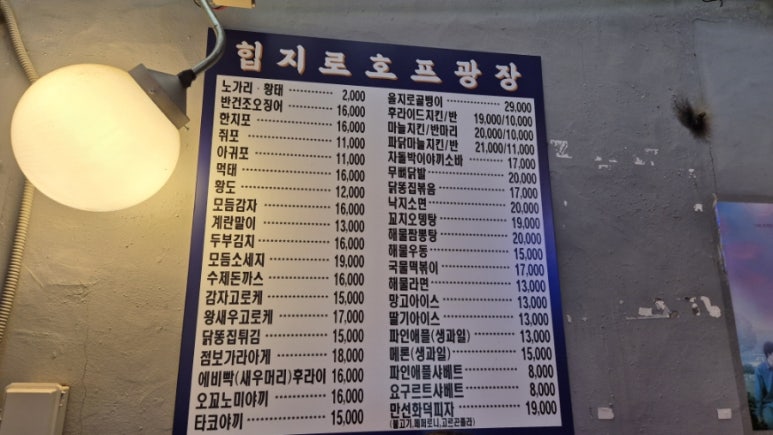 힙지로호프광장
노가리·황태 2,000
반건조오징어 16,000
한치포 16,000
쥐포 11,000
아귀포 11,000
먹태 16,000
황도 12,000
모듬감자 16,000
계란말이 13,000
두부김치 16,000
모듬소세지 19,000
수제돈까스 16,000
감자고로케 15,000
왕새우고로케 17,000
닭똥집튀김 15,000
점보가라아게 18,000
에비빡(새우머리)후라이 16,000
오꼬노미야끼 16,000
타코야끼 15,000
을지로골뱅이 29,000
후라이드치킨/반 19,000/10,000
마늘치킨/반마리 20,000/10,000
파닭마늘치킨/반 21,000/11,000
차돌박이야끼소바 17,000
무뼈닭발 20,000
닭똥집볶음 17,000
낙지소면 20,000
꼬치오뎅탕 19,000
해물짬뽕탕 20,000
해물우동 15,000
국물떡볶이 17,000
해물라면 13,000
망고아이스 13,000
딸기아이스 13,000
파인애플(생과일) 13,000
메론(생과일) 15,000
파인애플샤베트 8,000
요구르트샤베트 8,000
만선화덕피자 19,000
(불고기,페퍼로니,고르곤졸라)